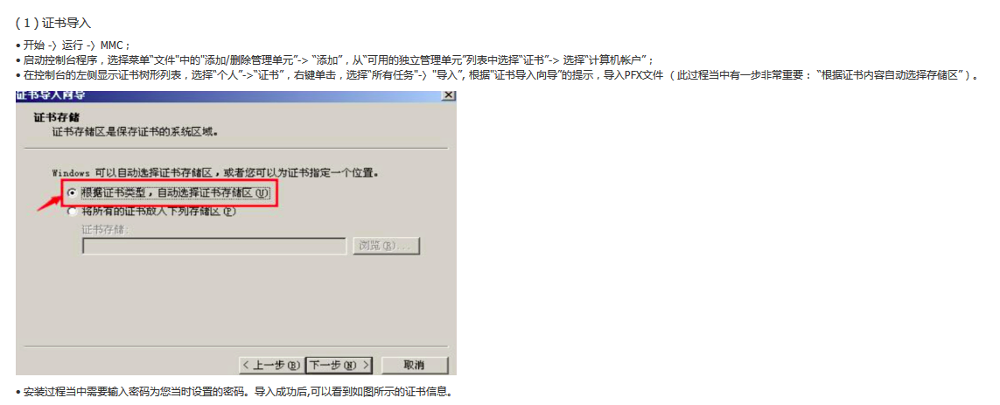 (1)证书导入
• 开始 -〉运行 -〉MMC；
• 启动控制台程序，选择菜单“文件"中的"添加/删除管理单元”-> “添加”，从“可用的独立管理单元”列表中选择“证书”-> 选择“计算机帐户”；
• 在控制台的左侧显示证书树形列表，选择“个人”->“证书”，右键单击，选择“所有任务"-〉"导入”, 根据“证书导入向导”的提示，导入PFX文件 （此过程当中有一步非常重要： “根据证书内容自动选择存储区”）。
证书导入向导
证书存储
证书存储区是保存证书的系统区域。
Windows 可以自动选择证书存储区，或者您可以为证书指定一个位置。
根据证书类型，自动选择证书存储区(U)
将所有的证书放入下列存储区(P)
证书存储:
浏览(R)...
< 上一步(B) 下一步(N) > 取消
• 安装过程当中需要输入密码为您当时设置的密码。导入成功后,可以看到如图所示的证书信息。